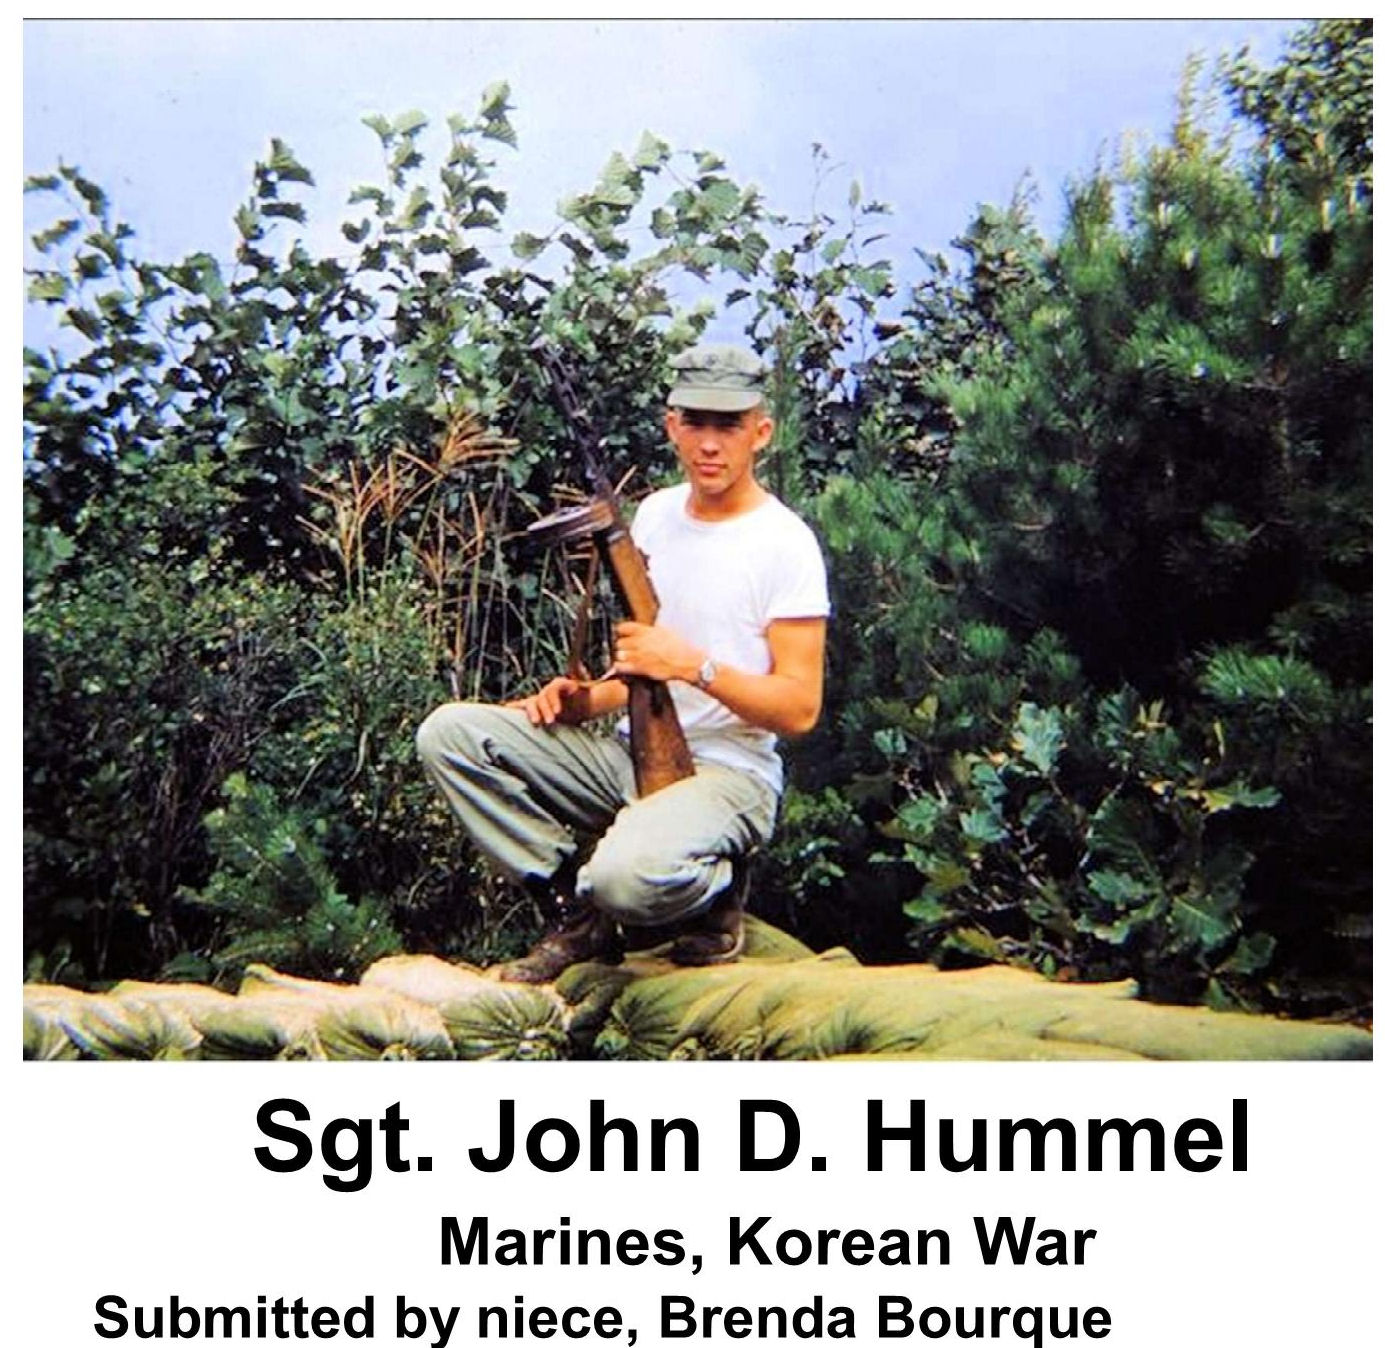 Sgt. John D. Hummel
Marines, Korean War
Submitted by niece, Brenda Bourque